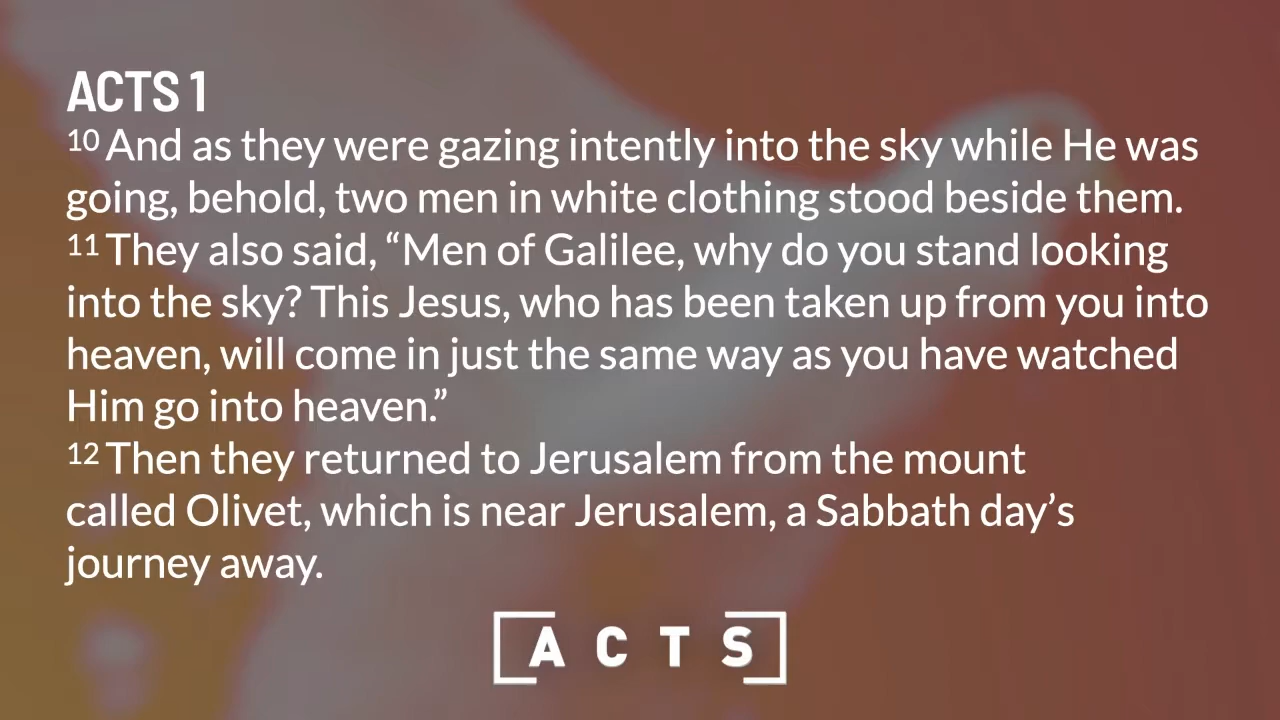 ACTS 1
10 And as they were gazing intently into the sky while He was
going, behold, two men in white clothing stood beside them.
11 They also said, “Men of Galilee, why do you stand looking
into the sky? This Jesus, who has been taken up from you into
heaven, will come in just the same way as you have watched
Him go into heaven.”
12 Then they returned to Jerusalem from the mount
called Olivet, which is near Jerusalem, a Sabbath day’s
journey away.
ACTS